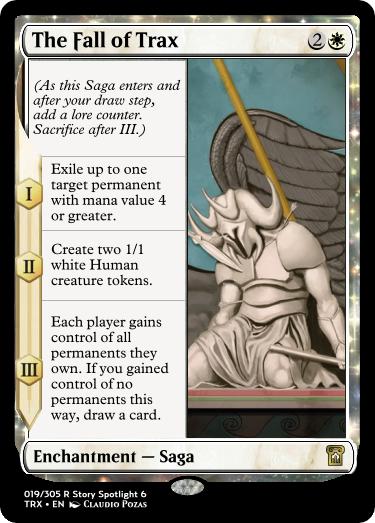 The Fall of Trax
2
(As this Saga enters and
after your draw step,
add a lore counter.
Sacrifice after III.)
I
Exile up to one
target permanent
with mana value 4
or greater.
II
Create two 1/1
white Human
creature tokens.
III
Each player gains
control of all
permanents they
own. If you gained
control of no
permanents this
way, draw a card.
Enchantment — Saga
019/305 R Story Spotlight 6
TRX • EN Claudio Pozas